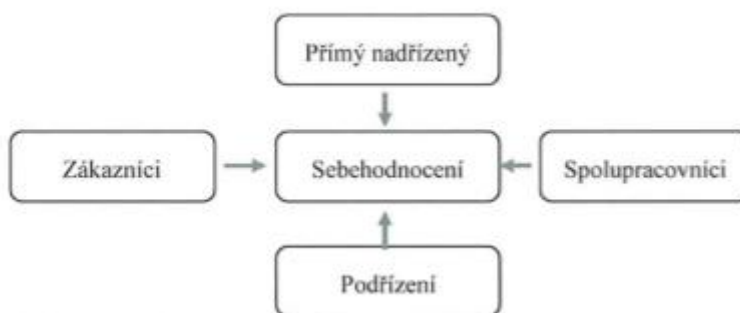 Přímý nadřízený
Zákazníci
Sebehodnocení
Spolupracovníci
Podřízení